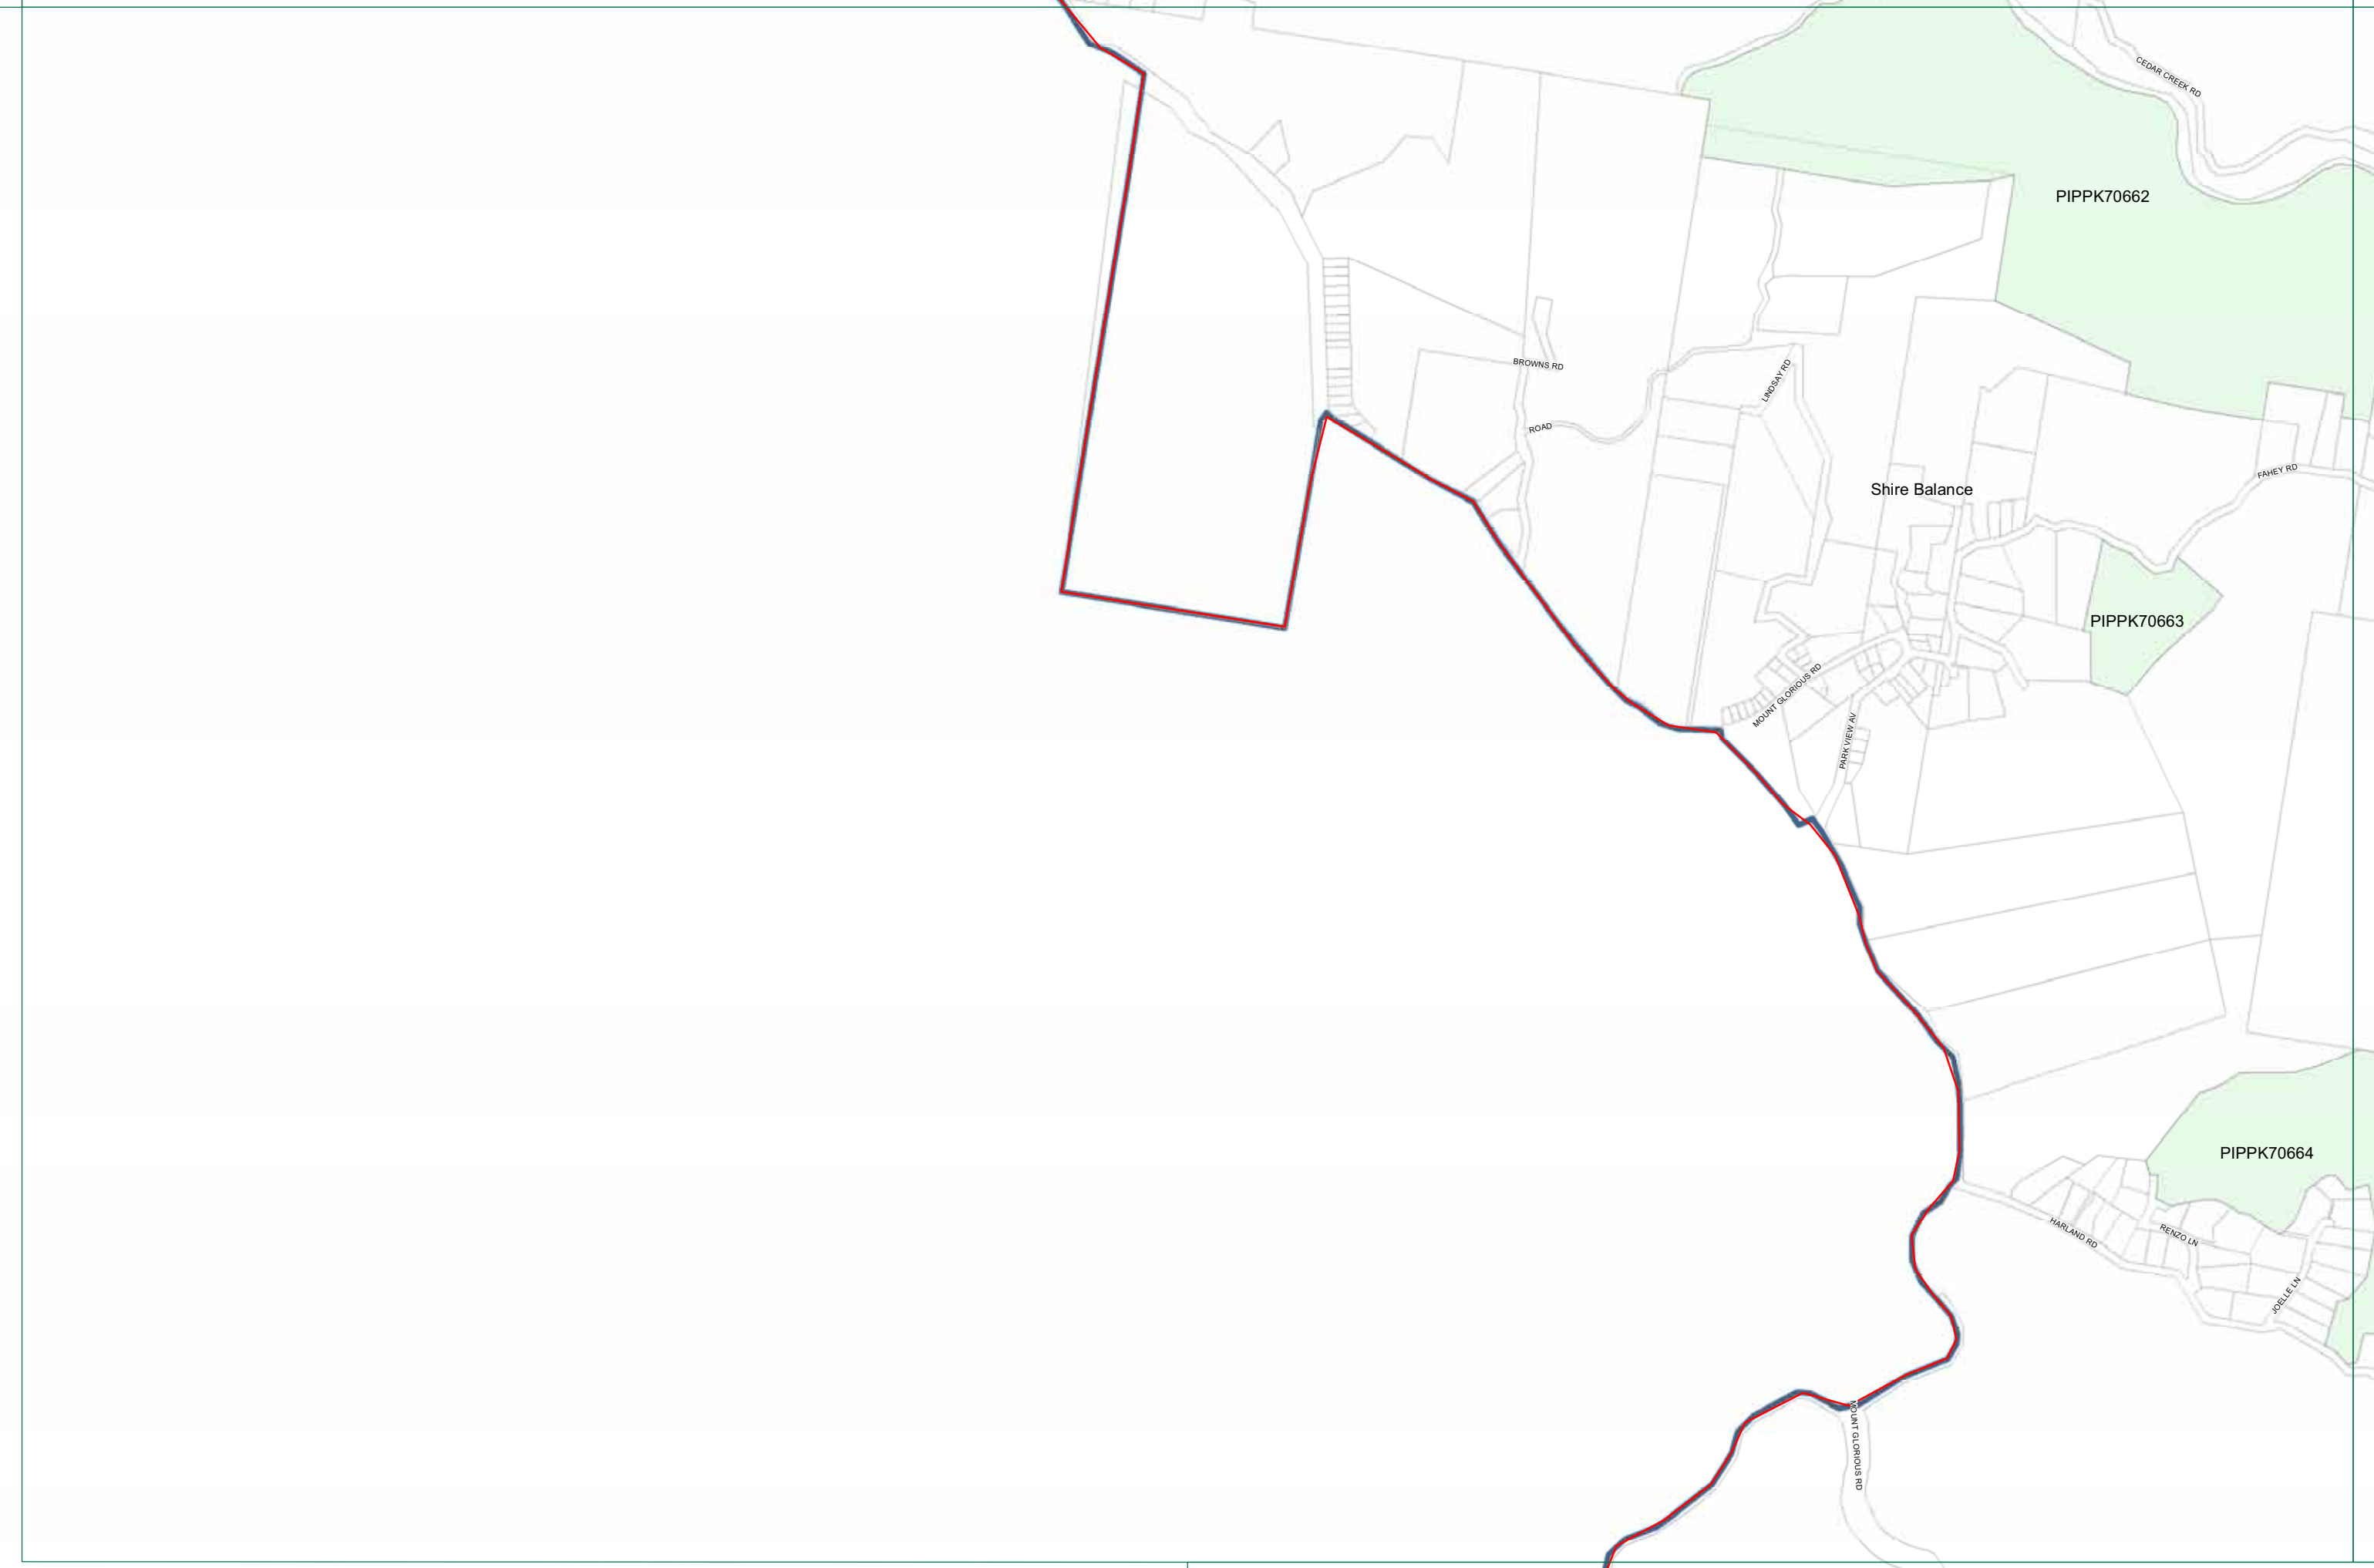 CEDAR CREEK RD
PIPPK70662
BROWNS RD
LINDSAY RD
ROAD
FAHEY RD
Shire Balance
PIPPK70663
MOUNT GLORIOUS RD
PARK VIEW AV
PIPPK70664
HARLAND RD
RENZO LN
JOELLE LN
MOUNT GLORIOUS RD